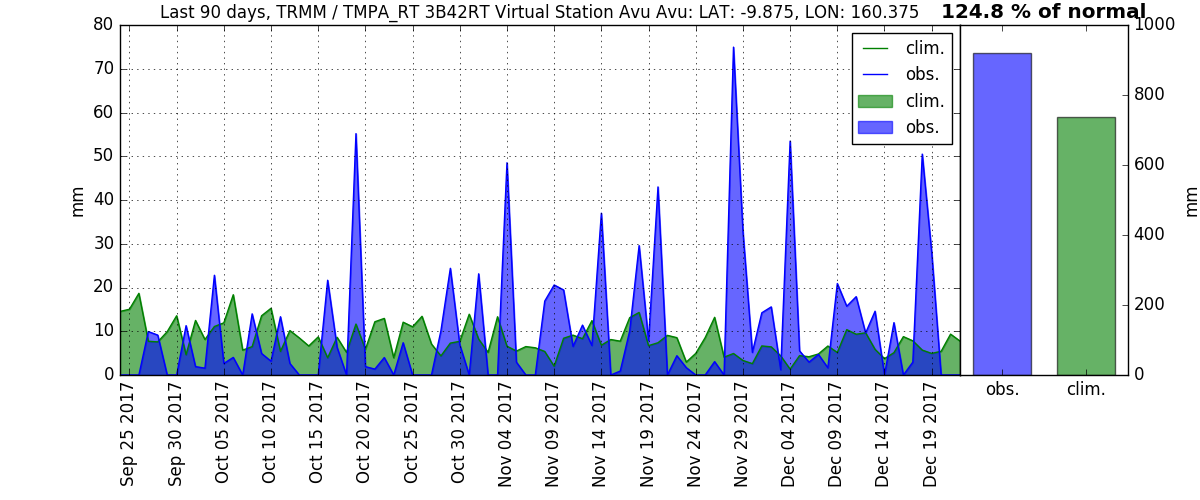 Last 90 days, TRMM / TMPA_RT 3B42RT Virtual Station Avu Avu: LAT: -9.875, LON: 160.375
124.8 % of normal
clim.
obs.
clim.
obs.
80
70
60
50
40
30
20
10
0
mm
Sep 25 2017
Sep 30 2017
Oct 05 2017
Oct 10 2017
Oct 15 2017
Oct 20 2017
Oct 25 2017
Oct 30 2017
Nov 04 2017
Nov 09 2017
Nov 14 2017
Nov 19 2017
Nov 24 2017
Nov 29 2017
Dec 04 2017
Dec 09 2017
Dec 14 2017
Dec 19 2017
1000
800
600
400
200
0
mm
obs.
clim.